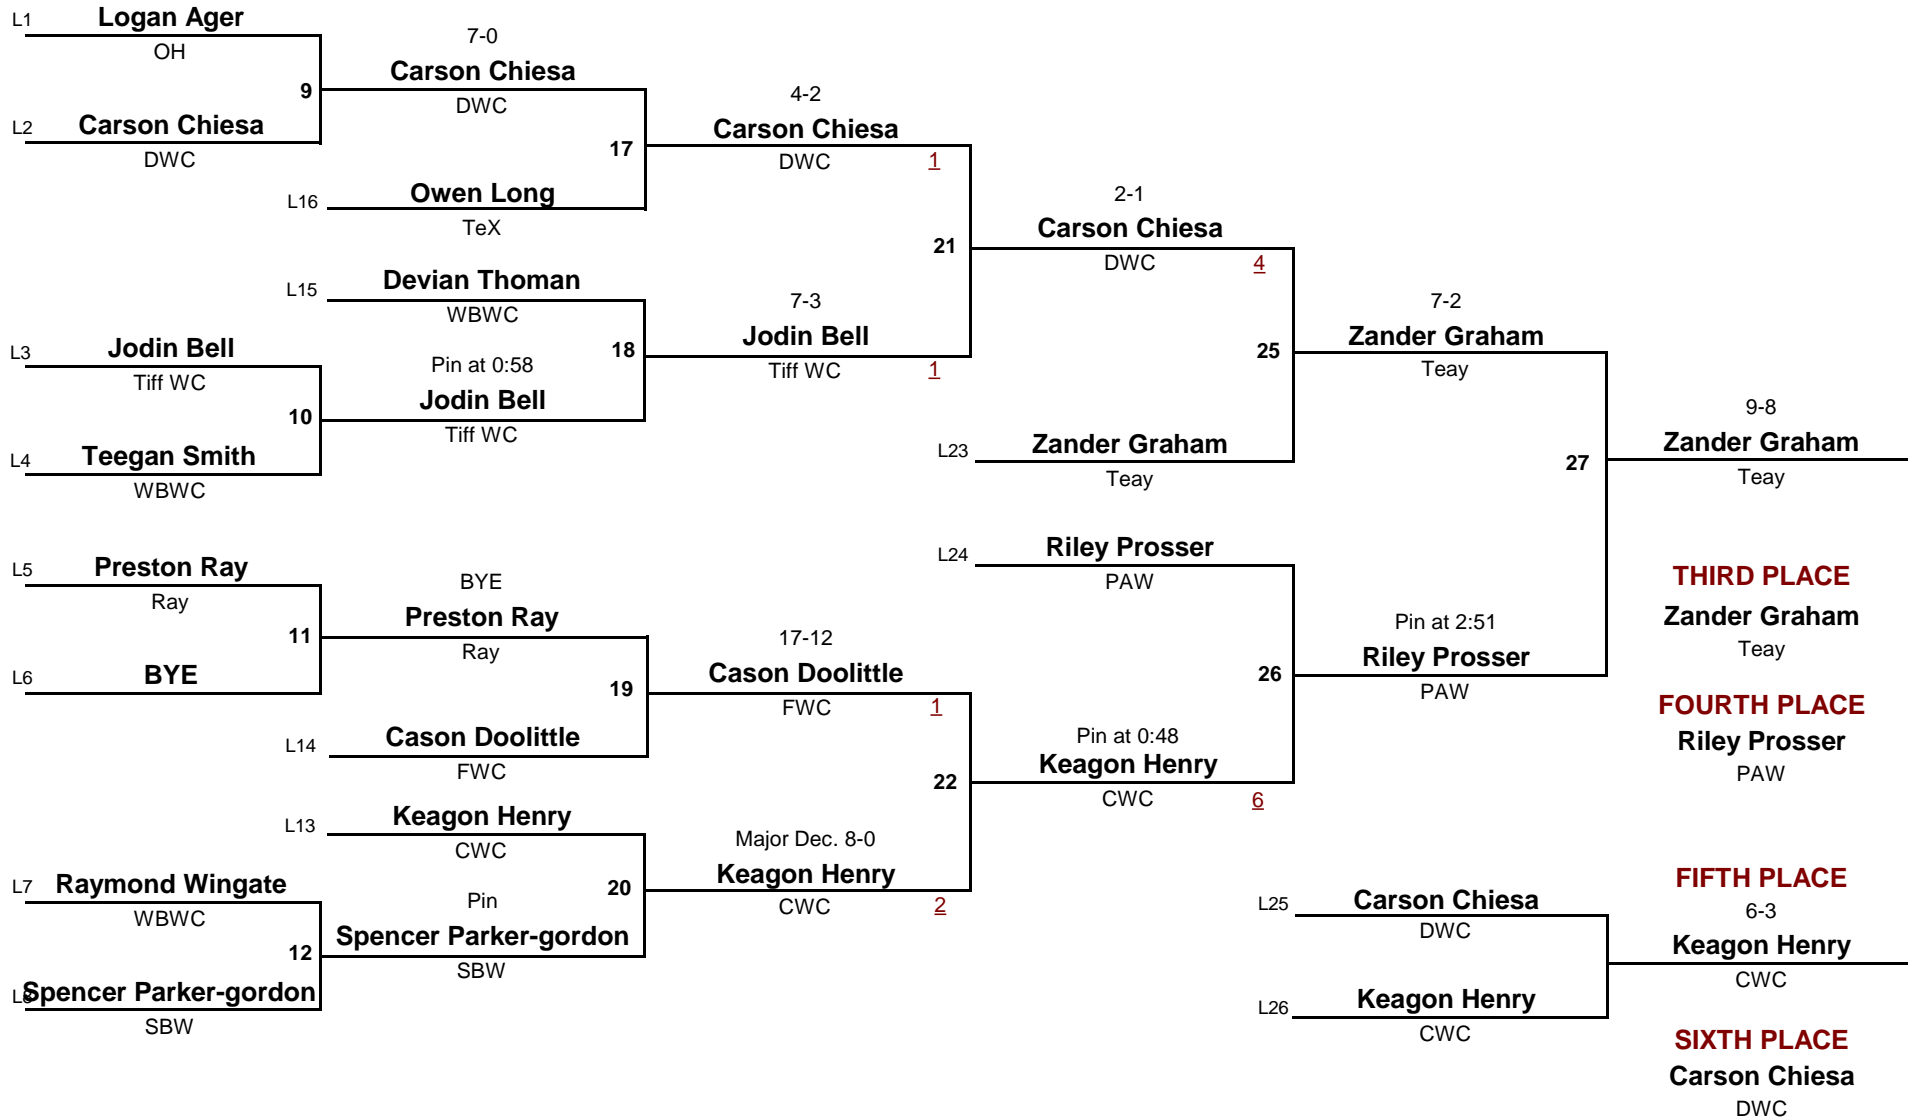 L1
Logan Ager
OH
9
L2
Carson Chiesa
DWC
7-0
Carson Chiesa
DWC
17
L16
Owen Long
TeX
4-2
Carson Chiesa
DWC
1
21
L15
Devian Thoman
WBWC
18
L3
Jodin Bell
Tiff WC
10
L4
Teegan Smith
WBWC
Pin at 0:58
Jodin Bell
Tiff WC
7-3
Jodin Bell
Tiff WC
1
2-1
Carson Chiesa
DWC
4
25
L23
Zander Graham
Teay
7-2
Zander Graham
Teay
27
9-8
Zander Graham
Teay
L5
Preston Ray
Ray
11
L6
BYE
BYE
Preston Ray
Ray
19
L14
Cason Doolittle
FWC
17-12
Cason Doolittle
FWC
1
22
L13
Keagon Henry
CWC
20
L7
Raymond Wingate
WBWC
12
L8
Spencer Parker-gordon
SBW
Pin
Spencer Parker-gordon
SBW
Major Dec. 8-0
Keagon Henry
CWC
2
L24
Riley Prosser
PAW
26
Pin at 0:48
Keagon Henry
CWC
6
Pin at 2:51
Riley Prosser
PAW
THIRD PLACE
Zander Graham
Teay
FOURTH PLACE
Riley Prosser
PAW
L25
Carson Chiesa
DWC
L26
Keagon Henry
CWC
FIFTH PLACE
6-3
Keagon Henry
CWC
SIXTH PLACE
Carson Chiesa
DWC